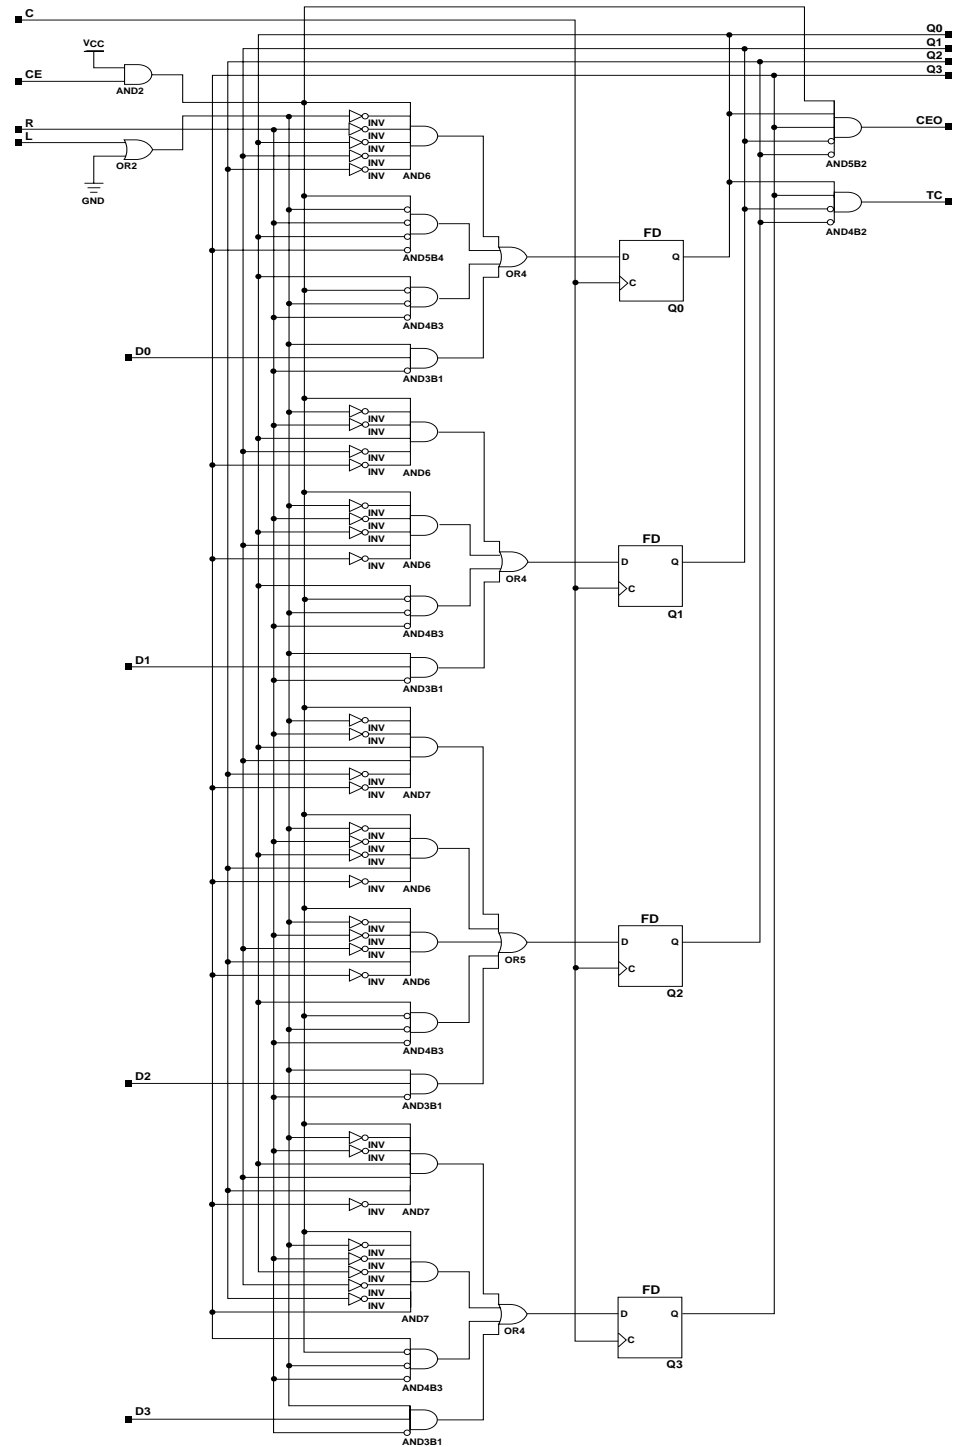 C
Q0
Q1
Q2
Q3
VCC
CE
AND2
R
L
OR2
GND
INV
INV
INV
INV
INV
AND6
CEO
AND5B2
TC
AND4B2
AND5B4
FD
D Q
C
Q0
OR4
AND4B3
D0
AND3B1
INV
INV
INV
INV
AND6
INV
INV
INV
INV
AND6
FD
D Q
C
Q1
OR4
AND4B3
D1
AND3B1
INV
INV
INV
INV
AND7
INV
INV
INV
INV
AND6
INV
INV
INV
INV
AND6
FD
D Q
C
Q2
OR5
AND4B3
D2
AND3B1
INV
INV
INV
AND7
INV
INV
INV
INV
INV
AND7
FD
D Q
C
Q3
OR4
AND4B3
D3
AND3B1